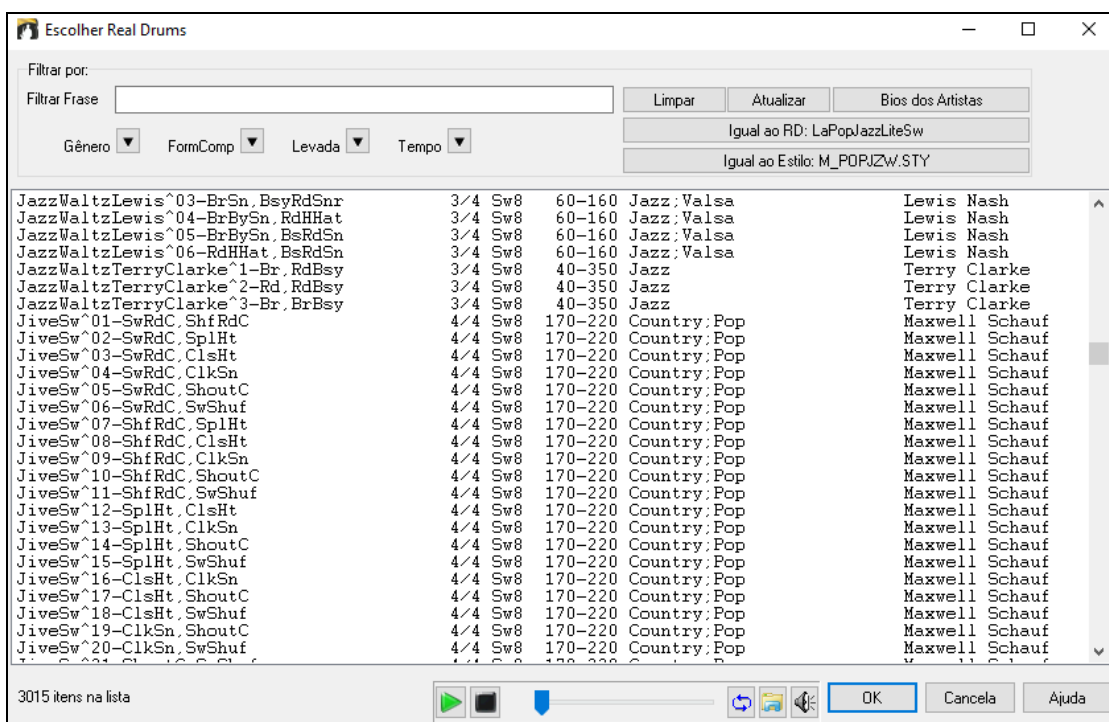 Escolher Real Drums
Filtrar por:
Filtrar Frase
Limpar Atualizar Bios dos Artistas
Igual ao RD: LaPopJazzLiteSw
Gênero FormComp Levada Tempo
Igual ao Estilo: M_POPJZW.STY
JazzWaltzLewis^03-BrSn,BsyRdSnr 3/4 Sw8 60-160 Jazz;Valsa Lewis Nash
JazzWaltzLewis^04-BrBySn,RdHHat 3/4 Sw8 60-160 Jazz;Valsa Lewis Nash
JazzWaltzLewis^05-BrBySn,BsRdSn 3/4 Sw8 60-160 Jazz;Valsa Lewis Nash
JazzWaltzLewis^06-RdHHat,BsRdSn 3/4 Sw8 60-160 Jazz;Valsa Lewis Nash
JazzWaltzTerryClarke^1-Br,RdBsy 3/4 Sw8 40-350 Jazz Terry Clarke
JazzWaltzTerryClarke^2-Rd,RdBsy 3/4 Sw8 40-350 Jazz Terry Clarke
JazzWaltzTerryClarke^3-Br,BrBsy 3/4 Sw8 40-350 Jazz Terry Clarke
JiveSw^01-SwRdC,ShfRdC 4/4 Sw8 170-220 Country;Pop Maxwell Schauf
JiveSw^02-SwRdC,SplHt 4/4 Sw8 170-220 Country;Pop Maxwell Schauf
JiveSw^03-SwRdC,ClsHt 4/4 Sw8 170-220 Country;Pop Maxwell Schauf
JiveSw^04-SwRdC,ClkSn 4/4 Sw8 170-220 Country;Pop Maxwell Schauf
JiveSw^05-SwRdC,ShoutC 4/4 Sw8 170-220 Country;Pop Maxwell Schauf
JiveSw^06-SwRdC,SwShuf 4/4 Sw8 170-220 Country;Pop Maxwell Schauf
JiveSw^07-ShfRdC,SplHt 4/4 Sw8 170-220 Country;Pop Maxwell Schauf
JiveSw^08-ShfRdC,ClsHt 4/4 Sw8 170-220 Country;Pop Maxwell Schauf
JiveSw^09-ShfRdC,ClkSn 4/4 Sw8 170-220 Country;Pop Maxwell Schauf
JiveSw^10-ShfRdC,ShoutC 4/4 Sw8 170-220 Country;Pop Maxwell Schauf
JiveSw^11-ShfRdC,SwShuf 4/4 Sw8 170-220 Country;Pop Maxwell Schauf
JiveSw^12-SplHt,ClsHt 4/4 Sw8 170-220 Country;Pop Maxwell Schauf
JiveSw^13-SplHt,ClkSn 4/4 Sw8 170-220 Country;Pop Maxwell Schauf
JiveSw^14-SplHt,ShoutC 4/4 Sw8 170-220 Country;Pop Maxwell Schauf
JiveSw^15-SplHt,SwShuf 4/4 Sw8 170-220 Country;Pop Maxwell Schauf
JiveSw^16-ClsHt,ClkSn 4/4 Sw8 170-220 Country;Pop Maxwell Schauf
JiveSw^17-ClsHt,ShoutC 4/4 Sw8 170-220 Country;Pop Maxwell Schauf
JiveSw^18-ClsHt,SwShuf 4/4 Sw8 170-220 Country;Pop Maxwell Schauf
JiveSw^19-ClkSn,ShoutC 4/4 Sw8 170-220 Country;Pop Maxwell Schauf
JiveSw^20-ClkSn,SwShuf 4/4 Sw8 170-220 Country;Pop Maxwell Schauf
3015 itens na lista OK Cancela Ajuda